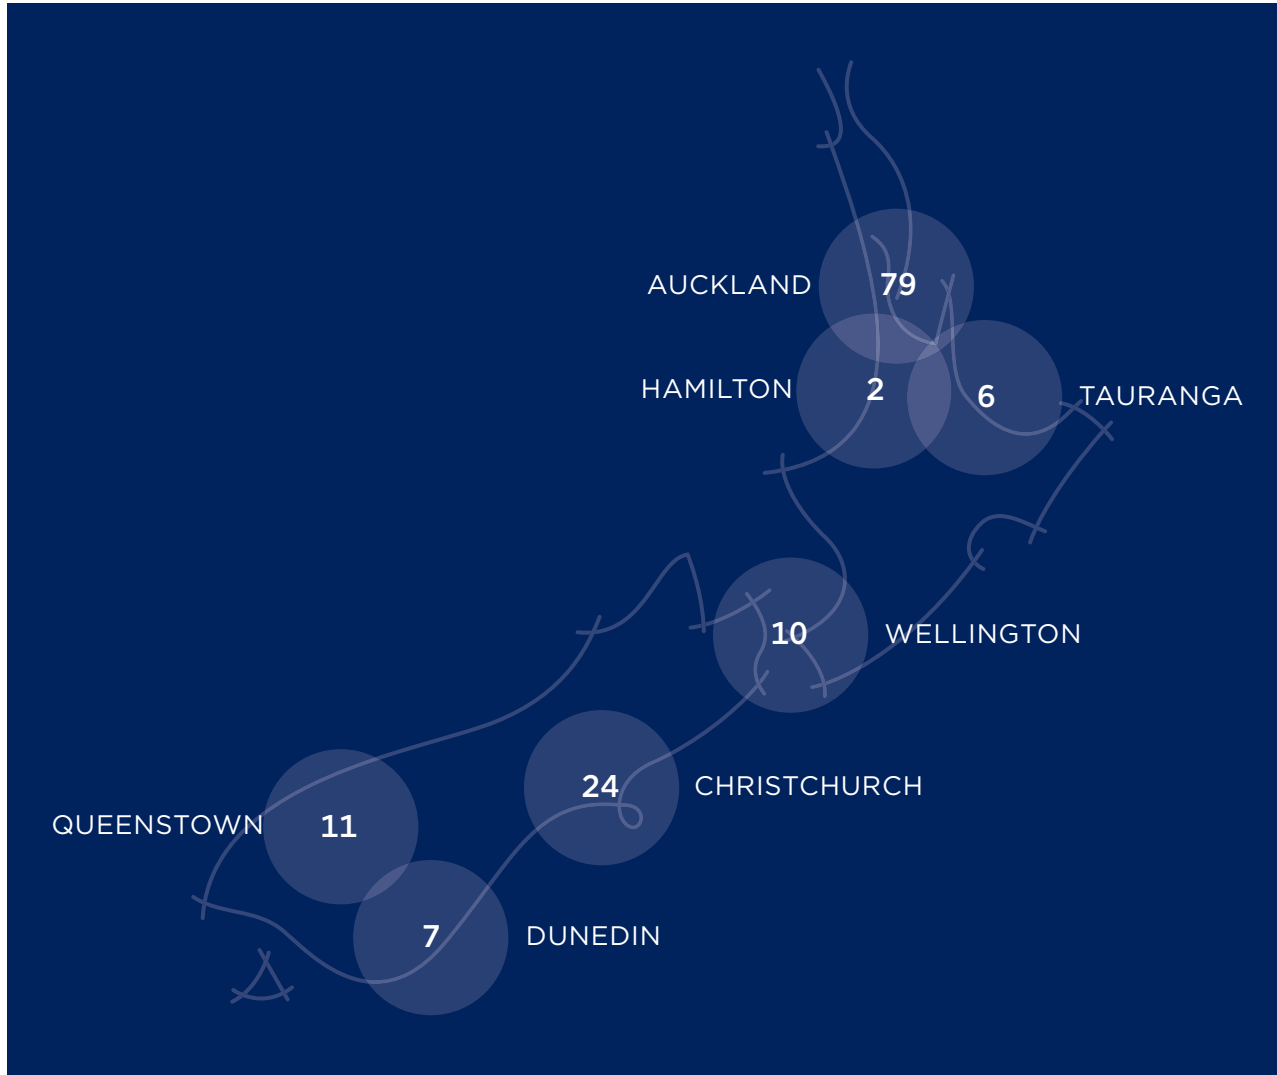 AUCKLAND 79
HAMILTON 2 6 TAURANGA
10 WELLINGTON
24 CHRISTCHURCH
QUEENSTOWN 11
7 DUNEDIN